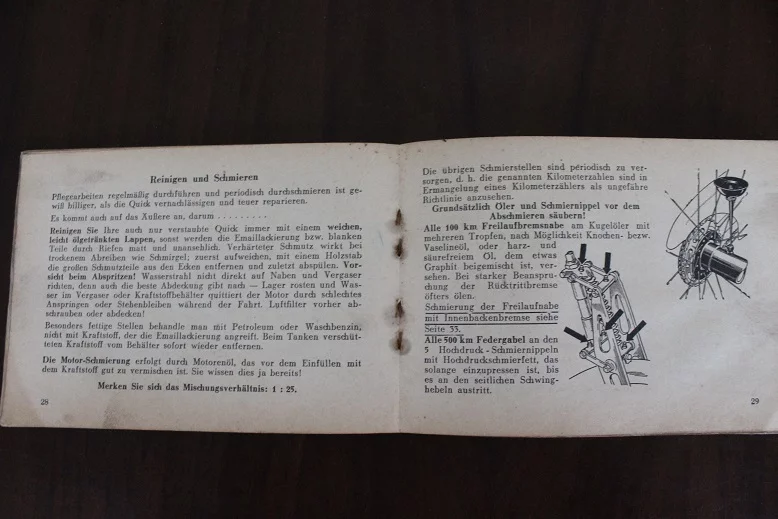 Reinigen und Schmieren
Pflegearbeiten regelmäßig durchführen und periodisch durchschmieren ist ge-
wiß billiger, als die Quick vernachlässigen und teuer reparieren.
Es kommt auch auf das Äußere an, darum . . . . . . . . .
Reinigen Sie Ihre auch nur verstaubte Quick immer mit einem weichen,
leicht ölgetränkten Lappen, sonst werden die Emaillackierung bzw. blanken
Teile durch Riefen matt und unansehnlich. Verhärteter Schmutz wirkt bei
trockenem Abreiben wie Schmirgel; zuerst aufweichen, mit einem Holzstab
die großen Schmutzteile aus den Ecken entfernen und zuletzt abspülen. Vor-
sicht beim Abspritzen! Wasserstrahl nicht direkt auf Naben und Vergaser
richten, denn auch die beste Abdeckung gibt nach — Lager rosten und Was-
ser im Vergaser oder Kraftstoffbehälter quittiert der Motor durch schlechtes
Anspringen oder Stehenbleiben während der Fahrt. Luftfilter vorher ab-
schrauben oder abdecken!
Besonders fettige Stellen behandle man mit Petroleum oder Waschbenzin,
nicht mit Kraftstoff, der die Emaillackierung angreift. Beim Tanken verschüt-
teten Kraftstoff vom Behälter sofort wieder entfernen.
Die Motor-Schmierung erfolgt durch Motorenöl, das vor dem Einfüllen mit
dem Kraftstoff gut zu vermischen ist. Sie wissen dies ja bereits!
Merken Sie sich das Mischungsverhältnis: 1 : 25.
28
Die übrigen Schmierstellen sind periodisch zu ver-
sorgen, d. h. die genannten Kilometerzahlen sind in
Ermangelung eines Kilometerzählers als ungefähre
Richtlinie anzusehen.
Grundsätzlich Öler und Schmiernippel vor dem
Abschmieren säubern!
Alle 100 km Freilaufbremsnabe am Kugelöler mit
mehreren Tropfen, nach Möglichkeit Knochen- bezw.
Vaselineöl, oder harz- und
säurefreiem Öl, dem etwas
Graphit beigemischt ist, ver-
sehen. Bei starker Beanspru-
chung der Rücktrittbremse
öfters ölen.
Schmierung der Freilaufnabe
mit Innenbackenbremse siehe
Seite 33.
Alle 500 km Federgabel an den
5 Hochdruck-Schmiernippeln
mit Hochdruckschmierfett, das
solange einzupressen ist, bis
es an den seitlichen Schwing-
hebeln austritt.
29